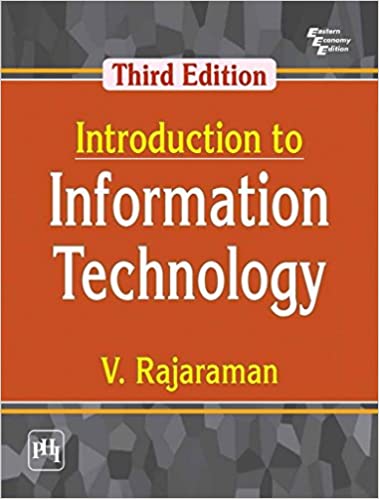 Eastern
Economy
Edition
Third Edition
Introduction to
Information
Technology
V. Rajaraman
PHI